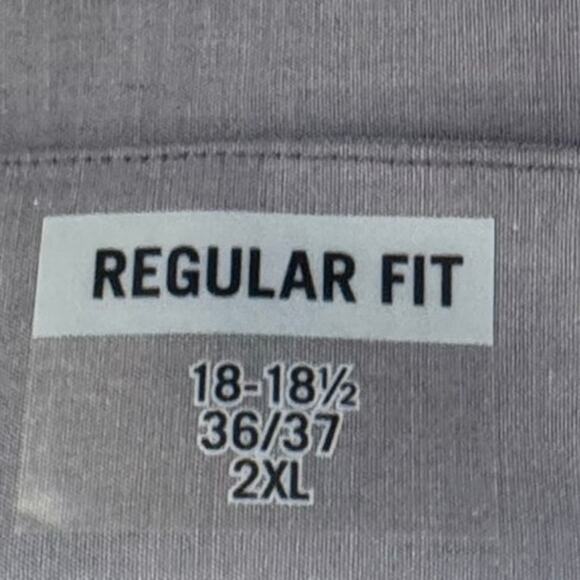 REGULAR FIT
18-18½
36/37
2XL